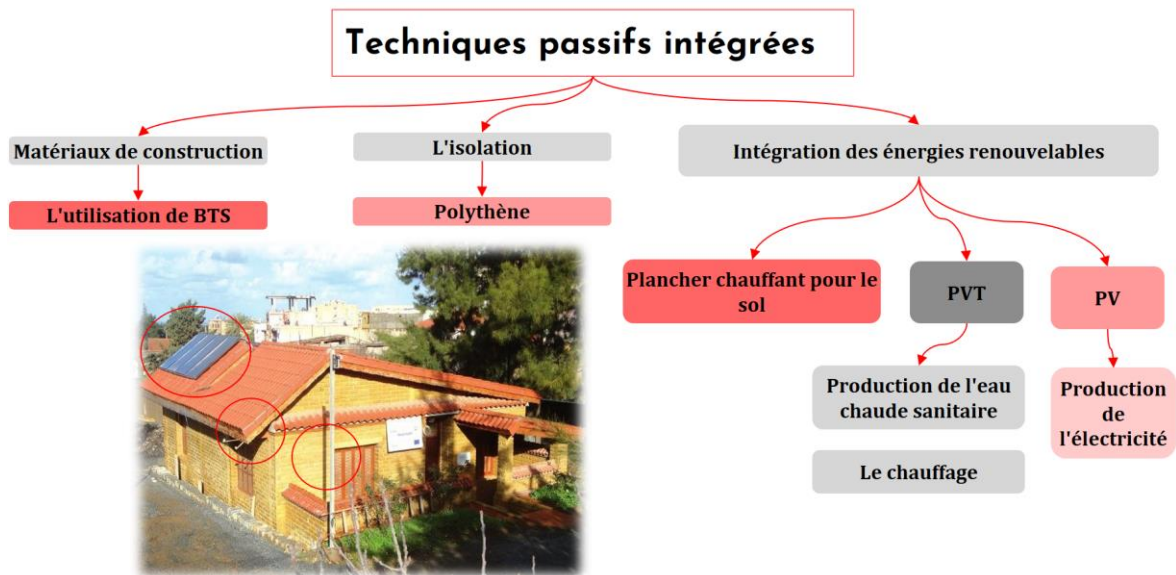 Techniques passifs intégrées
Matériaux de construction
L'isolation
Intégration des énergies renouvelables
L'utilisation de BTS
Polythène
Plancher chauffant pour le
sol
PVT
PV
Production de l'eau
chaude sanitaire
Production
de
l'électricité
Le chauffage